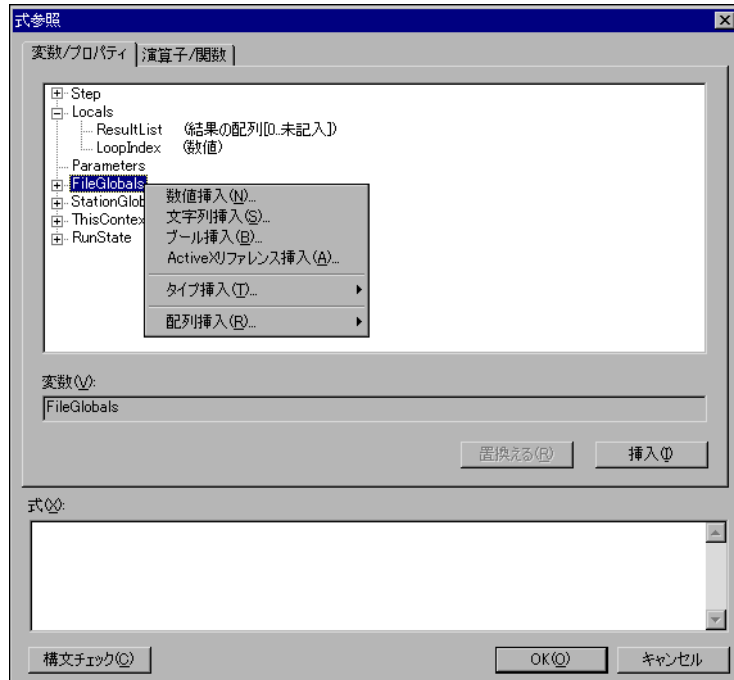 式参照
変数/プロパティ 演算子/関数
Step
Locals
ResultList (結果の配列[0..未記入])
LoopIndex (数値)
Parameters
FileGlobals
StationGlob
ThisContex
RunState
数値挿入(N)...
文字列挿入(S)...
ブール挿入(B)...
ActiveXリファレンス挿入(A)...
タイプ挿入(T)...
配列挿入(R)...
変数(V):
FileGlobals
置換える(R) 挿入(I)
式(X):
構文チェック(C) OK(O) キャンセル